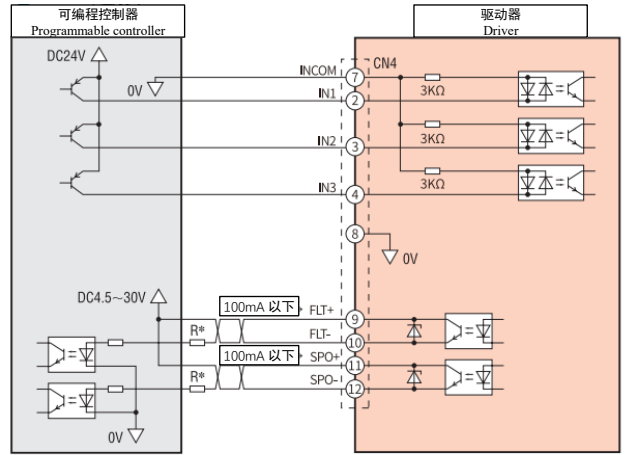 可编程控制器
Programmable controller
驱动器
Driver
DC24V
0V
INCOM
IN1
IN2
IN3
CN4
7
2
3
4
8
3KΩ
3KΩ
3KΩ
0V
DC4.5~30V
100mA 以下
FLT+
9
R*
FLT-
10
100mA 以下
SPO+
11
R*
SPO-
12
0V